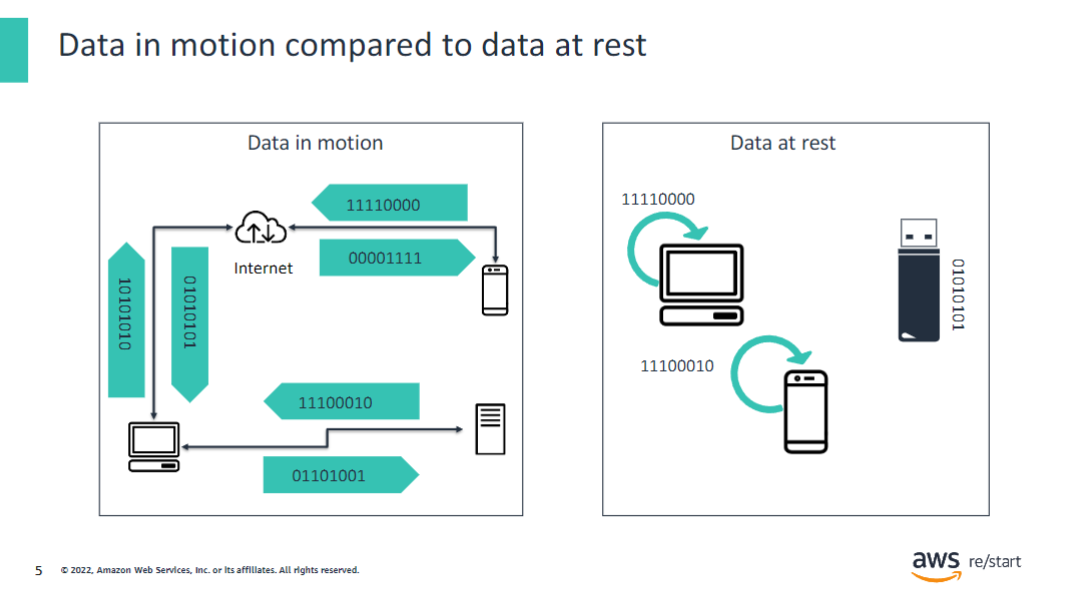 Data in motion compared to data at rest
Data in motion
11110000
00001111
Internet
10101010
01010101
11100010
01101001
Data at rest
11110000
01010101
11100010
5
© 2022, Amazon Web Services, Inc. or its affiliates. All rights reserved.
aws re/start